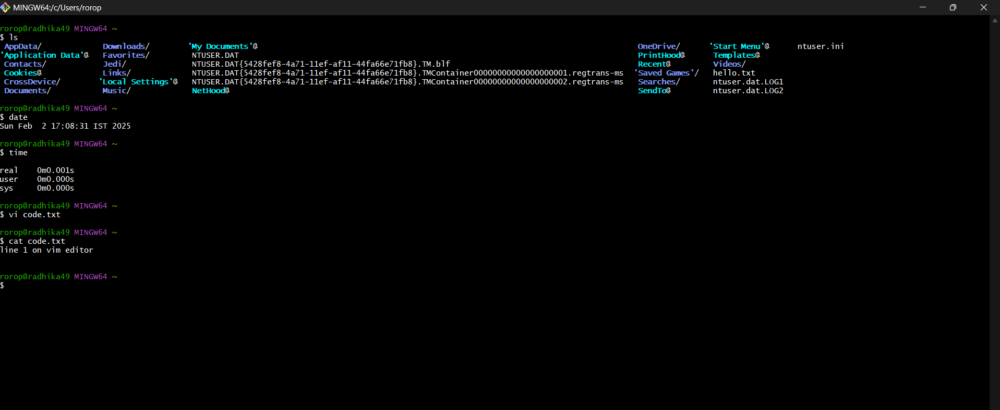 MINGW64:/c/Users/rorop
rorop@radhika49 MINGW64 ~
$ ls
AppData/ Downloads/ 'My Documents'@ OneDrive/ 'Start Menu'@ ntuser.ini
'Application Data'@ Favorites/ NTUSER.DAT PrintHood@ Templates@
Contacts/ Jedi/ NTUSER.DAT{5428fef8-4a71-11ef-af11-44fa66e71fb8}.TM.blf Recent@ Videos/
Cookies@ Links/ NTUSER.DAT{5428fef8-4a71-11ef-af11-44fa66e71fb8}.TMContainer00000000000000000001.regtrans-ms 'Saved Games'/ hello.txt
CrossDevice/ 'Local Settings'@ NTUSER.DAT{5428fef8-4a71-11ef-af11-44fa66e71fb8}.TMContainer00000000000000000002.regtrans-ms Searches/ ntuser.dat.LOG1
Documents/ Music/ NetHood@ SendTo@ ntuser.dat.LOG2
rorop@radhika49 MINGW64 ~
$ date
Sun Feb  2 17:08:31 IST 2025
rorop@radhika49 MINGW64 ~
$ time
real 0m0.001s
user 0m0.000s
sys 0m0.000s
rorop@radhika49 MINGW64 ~
$ vi code.txt
rorop@radhika49 MINGW64 ~
$ cat code.txt
line 1 on vim editor
rorop@radhika49 MINGW64 ~
$